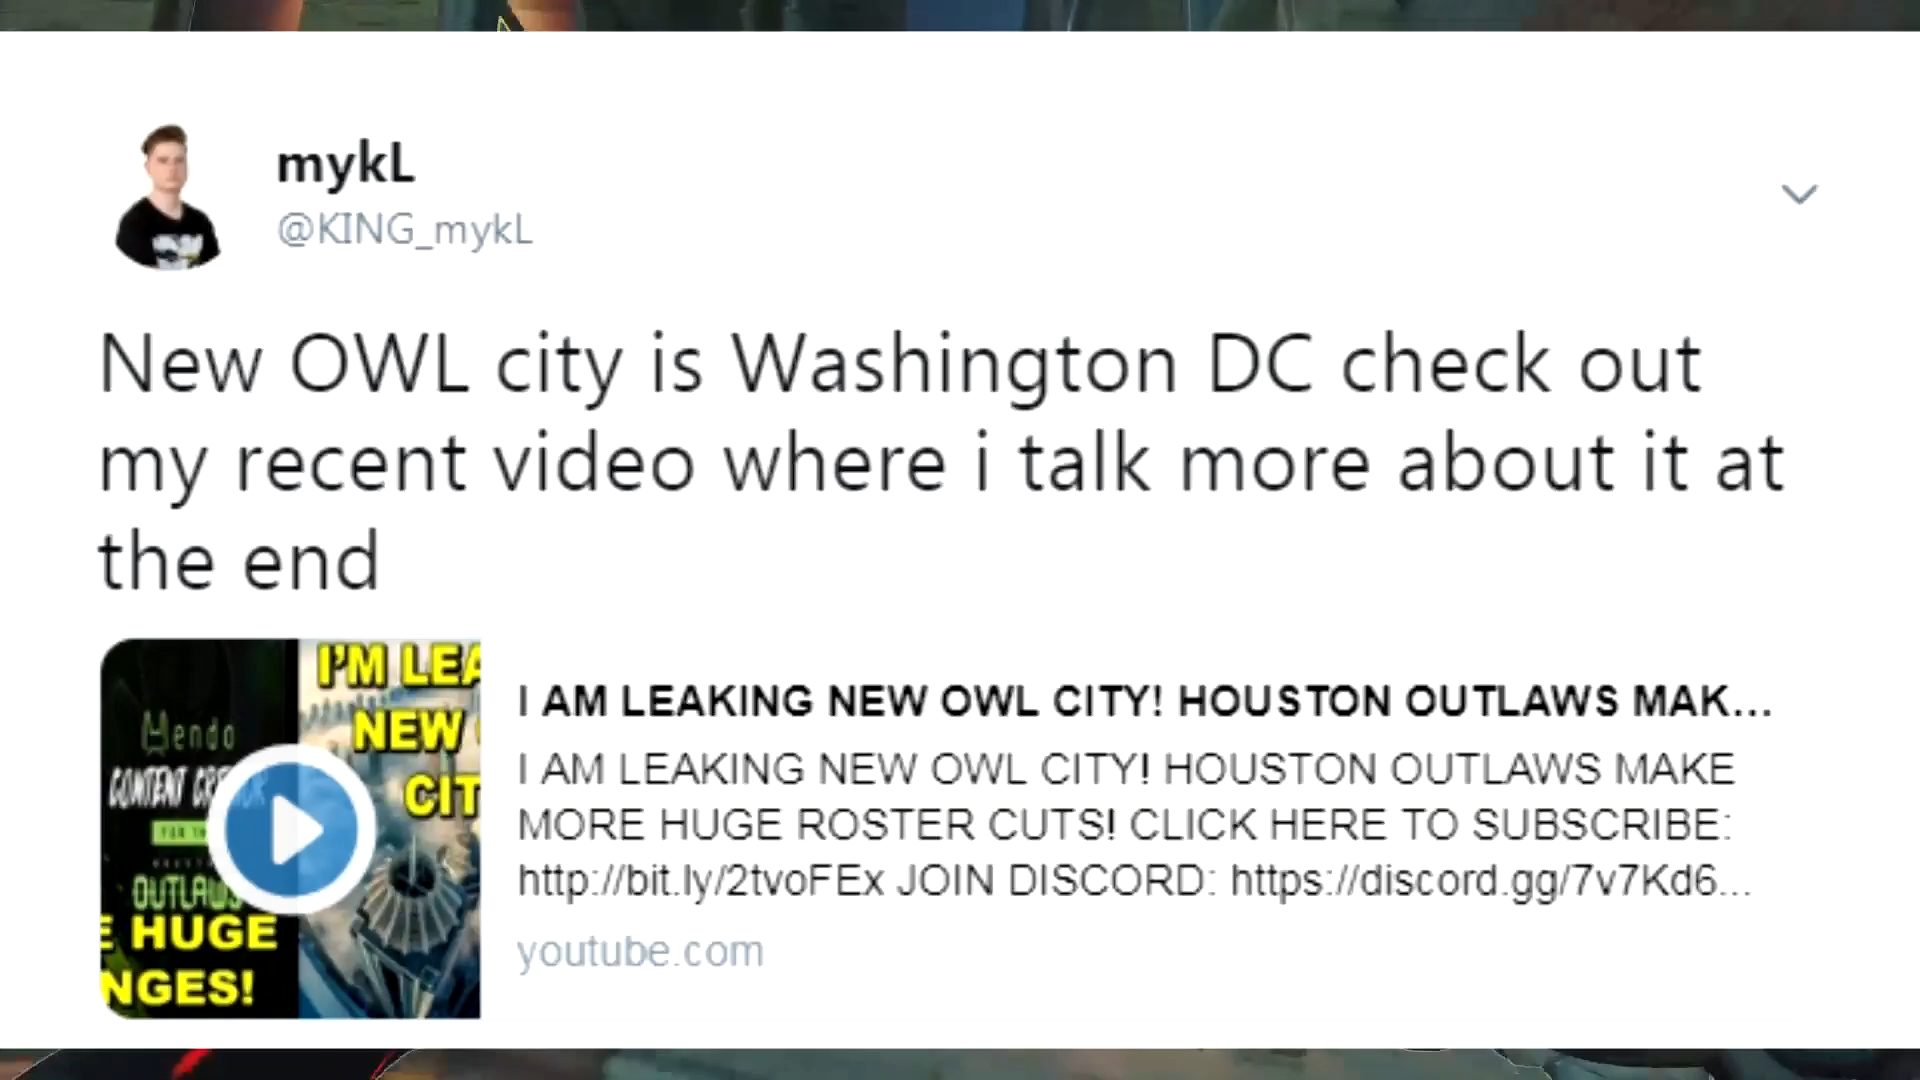 mykL
@KING_mykL
New OWL city is Washington DC check out
my recent video where i talk more about it at
the end
I'M LEA
NEW
CIT
Mendo
CONTENT
OUTLAWS
E HUGE
NGES!
I AM LEAKING NEW OWL CITY! HOUSTON OUTLAWS MAK...
I AM LEAKING NEW OWL CITY! HOUSTON OUTLAWS MAKE
MORE HUGE ROSTER CUTS! CLICK HERE TO SUBSCRIBE:
http://bit.ly/2tvoFEx JOIN DISCORD: https://discord.gg/7v7Kd6...
youtube.com